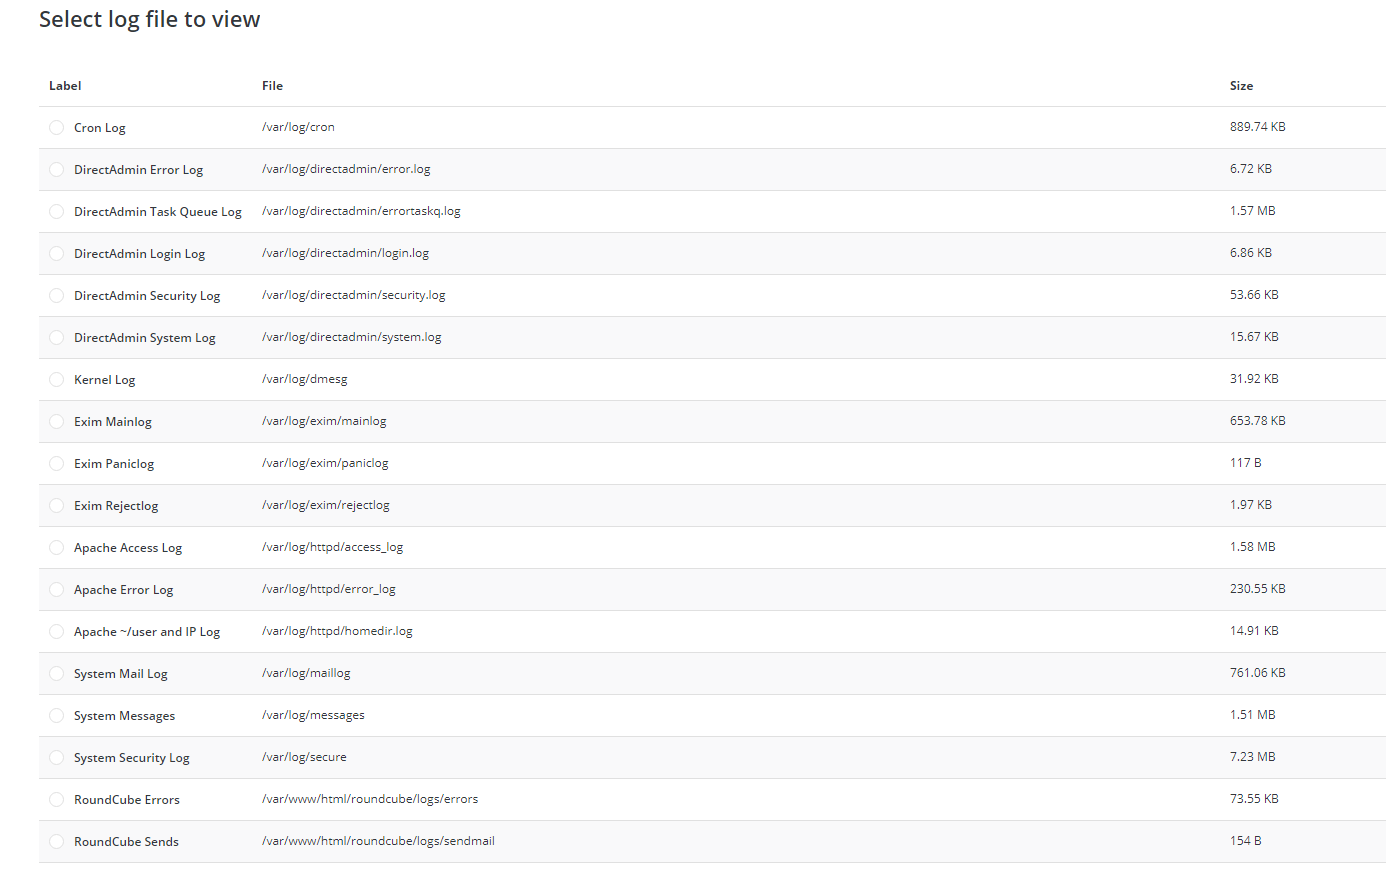 Select log file to view
Label File Size
Cron Log /var/log/cron 889.74 KB
DirectAdmin Error Log /var/log/directadmin/error.log 6.72 KB
DirectAdmin Task Queue Log /var/log/directadmin/errortaskq.log 1.57 MB
DirectAdmin Login Log /var/log/directadmin/login.log 6.86 KB
DirectAdmin Security Log /var/log/directadmin/security.log 53.66 KB
DirectAdmin System Log /var/log/directadmin/system.log 15.67 KB
Kernel Log /var/log/dmesg 31.92 KB
Exim Mainlog /var/log/exim/mainlog 653.78 KB
Exim Paniclog /var/log/exim/paniclog 117 B
Exim Rejectlog /var/log/exim/rejectlog 1.97 KB
Apache Access Log /var/log/httpd/access_log 1.58 MB
Apache Error Log /var/log/httpd/error_log 230.55 KB
Apache ~/user and IP Log /var/log/httpd/homedir.log 14.91 KB
System Mail Log /var/log/maillog 761.06 KB
System Messages /var/log/messages 1.51 MB
System Security Log /var/log/secure 7.23 MB
RoundCube Errors /var/www/html/roundcube/logs/errors 73.55 KB
RoundCube Sends /var/www/html/roundcube/logs/sendmail 154 B